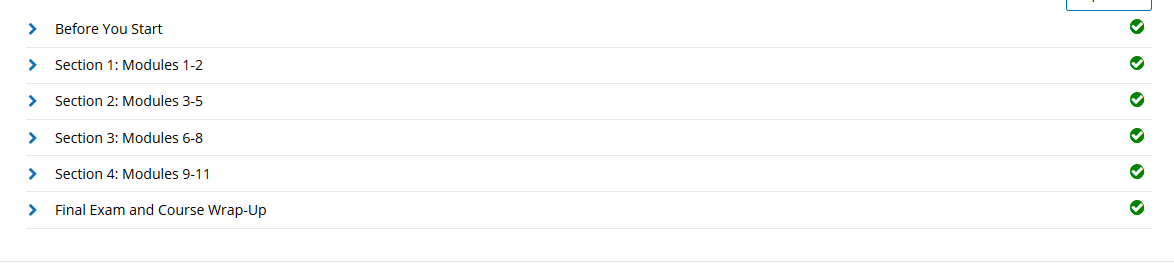 Before You Start
Section 1: Modules 1-2
Section 2: Modules 3-5
Section 3: Modules 6-8
Section 4: Modules 9-11
Final Exam and Course Wrap-Up